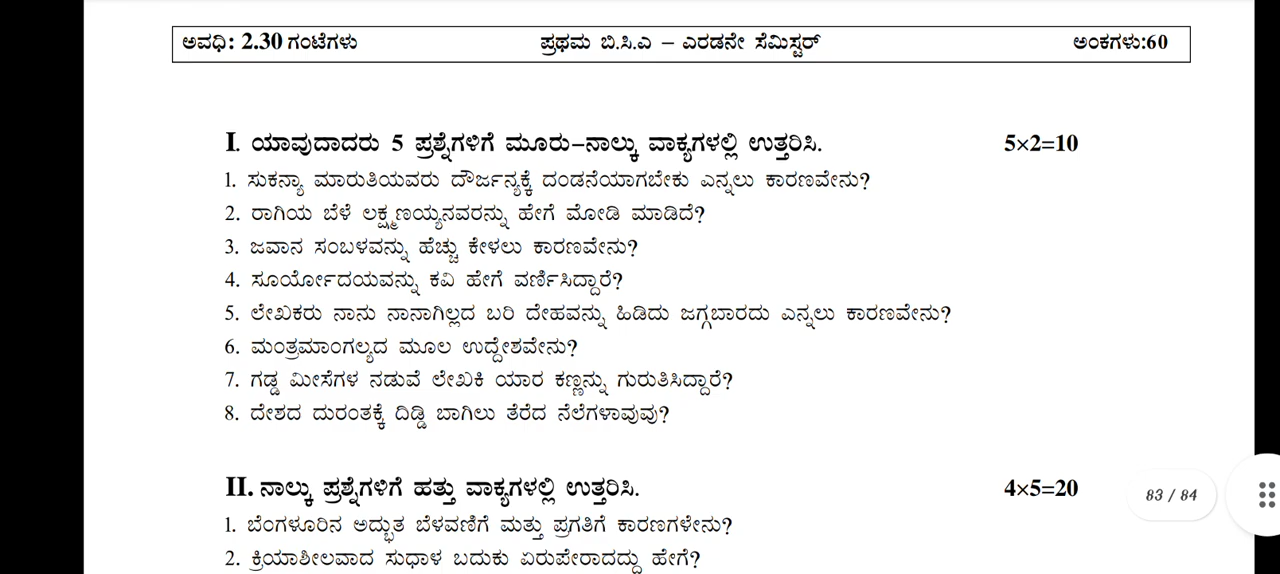 ಅವಧಿ: 2.30 ಗಂಟೆಗಳು ಪ್ರಥಮ ಬಿ.ಸಿ.ಎ – ಎರಡನೇ ಸೆಮಿಸ್ಟರ್ ಅಂಕಗಳು:60
I. ಯಾವುದಾದರು 5 ಪ್ರಶ್ನೆಗಳಿಗೆ ಮೂರು–ನಾಲ್ಕು ವಾಕ್ಯಗಳಲ್ಲಿ ಉತ್ತರಿಸಿ. 5×2=10
1. ಸುಕನ್ಯಾ ಮಾರುತಿಯವರು ದೌರ್ಜನ್ಯಕ್ಕೆ ದಂಡನೆಯಾಗಬೇಕು ಎನ್ನಲು ಕಾರಣವೇನು?
2. ರಾಗಿಯ ಬೆಳೆ ಲಕ್ಷ್ಮಣಯ್ಯನವರನ್ನು ಹೇಗೆ ಮೋಡಿ ಮಾಡಿದೆ?
3. ಜವಾನ ಸಂಬಳವನ್ನು ಹೆಚ್ಚು ಕೇಳಲು ಕಾರಣವೇನು?
4. ಸೂರ್ಯೋದಯವನ್ನು ಕವಿ ಹೇಗೆ ವರ್ಣಿಸಿದ್ದಾರೆ?
5. ಲೇಖಕರು ನಾನು ನಾನಾಗಿಲ್ಲದ ಬರಿ ದೇಹವನ್ನು ಹಿಡಿದು ಜಗ್ಗಬಾರದು ಎನ್ನಲು ಕಾರಣವೇನು?
6. ಮಂತ್ರಮಾಂಗಲ್ಯದ ಮೂಲ ಉದ್ದೇಶವೇನು?
7. ಗಡ್ಡ ಮೀಸೆಗಳ ನಡುವೆ ಲೇಖಕಿ ಯಾರ ಕಣ್ಣನ್ನು ಗುರುತಿಸಿದ್ದಾರೆ?
8. ದೇಶದ ದುರಂತಕ್ಕೆ ದಿಡ್ಡಿ ಬಾಗಿಲು ತೆರೆದ ನೆಲೆಗಳಾವುವು?
II. ನಾಲ್ಕು ಪ್ರಶ್ನೆಗಳಿಗೆ ಹತ್ತು ವಾಕ್ಯಗಳಲ್ಲಿ ಉತ್ತರಿಸಿ. 4×5=20
83 / 84
1. ಬೆಂಗಳೂರಿನ ಅದ್ಭುತ ಬೆಳವಣಿಗೆ ಮತ್ತು ಪ್ರಗತಿಗೆ ಕಾರಣಗಳೇನು?
2. ಕ್ರಿಯಾಶೀಲವಾದ ಸುಧಾಳ ಬದುಕು ಏರುಪೇರಾದದ್ದು ಹೇಗೆ?